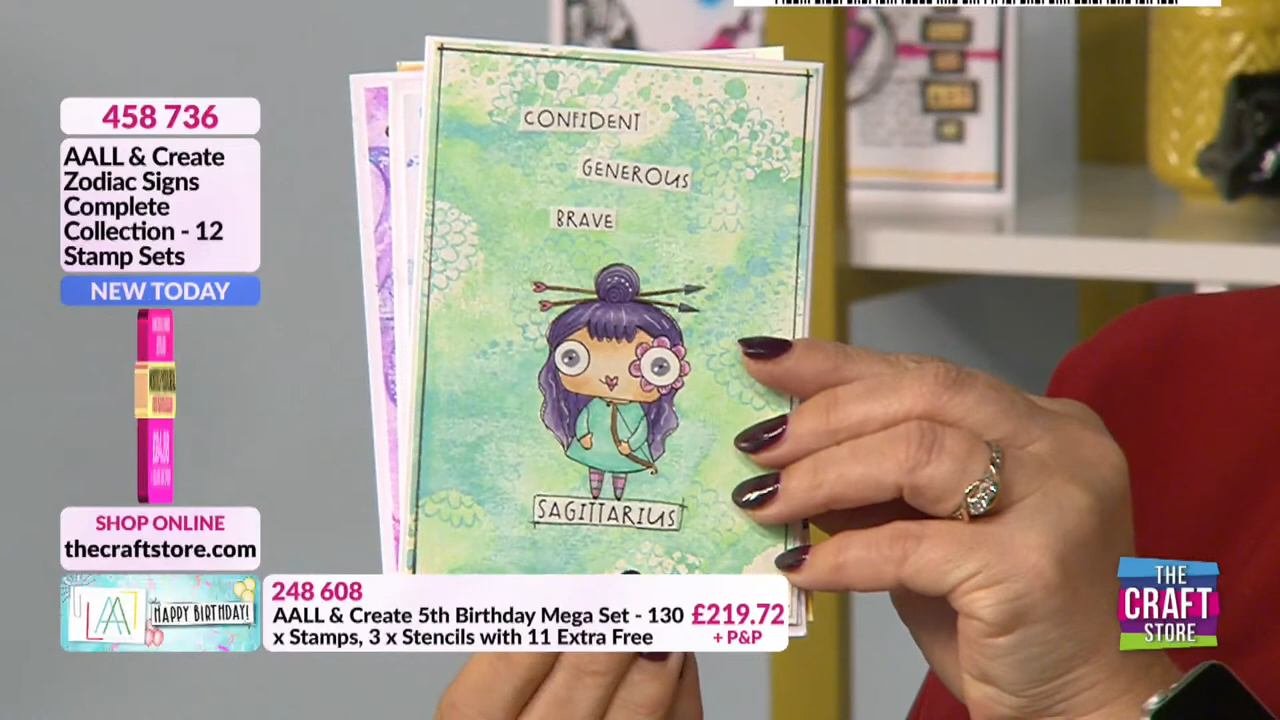 458 736
AALL & Create
Zodiac Signs
Complete
Collection - 12
Stamp Sets
NEW TODAY
SHOP ONLINE
thecraftstore.com
CONFIDENT
GENEROUS
BRAVE
SAGITTARIUS
HAPPY BIRTHDAY!
248 608
AALL & Create 5th Birthday Mega Set - 130
x Stamps, 3 x Stencils with 11 Extra Free
£219.72
+ P&P
THE
CRAFT
STORE